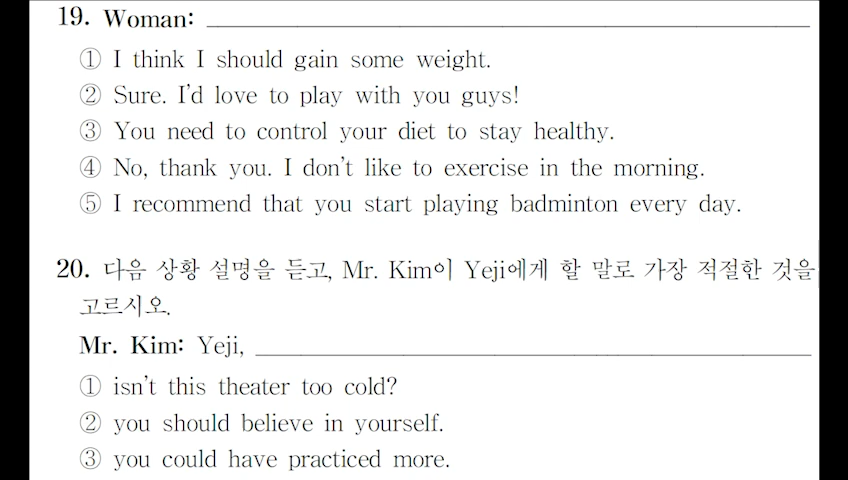 19. Woman:
① I think I should gain some weight.
② Sure. I'd love to play with you guys!
③ You need to control your diet to stay healthy.
④ No, thank you. I don't like to exercise in the morning.
⑤ I recommend that you start playing badminton every day.
20. 다음 상황 설명을 듣고, Mr. Kim이 Yeji에게 할 말로 가장 적절한 것을
고르시오.
Mr. Kim: Yeji,
① isn't this theater too cold?
② you should believe in yourself.
③ you could have practiced more.